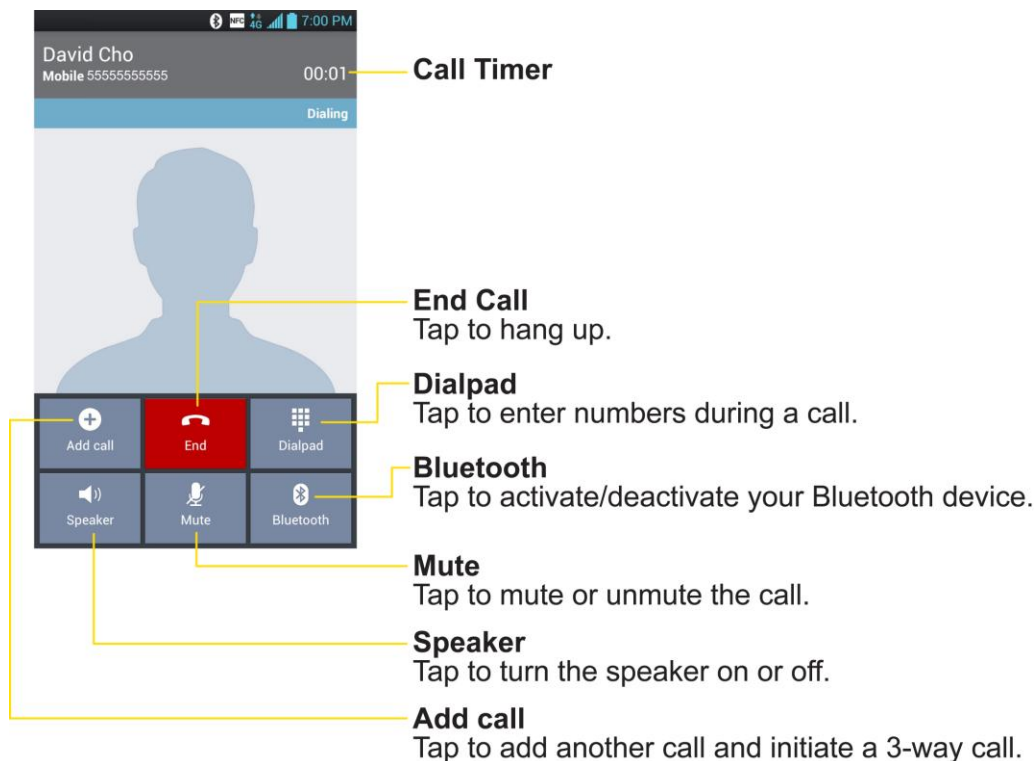 NFC 4G 7:00 PM
David Cho
Mobile 55555555555 00:01
Dialing
Add call End Dialpad
Speaker Mute Bluetooth
Call Timer
End Call
Tap to hang up.
Dialpad
Tap to enter numbers during a call.
Bluetooth
Tap to activate/deactivate your Bluetooth device.
Mute
Tap to mute or unmute the call.
Speaker
Tap to turn the speaker on or off.
Add call
Tap to add another call and initiate a 3-way call.